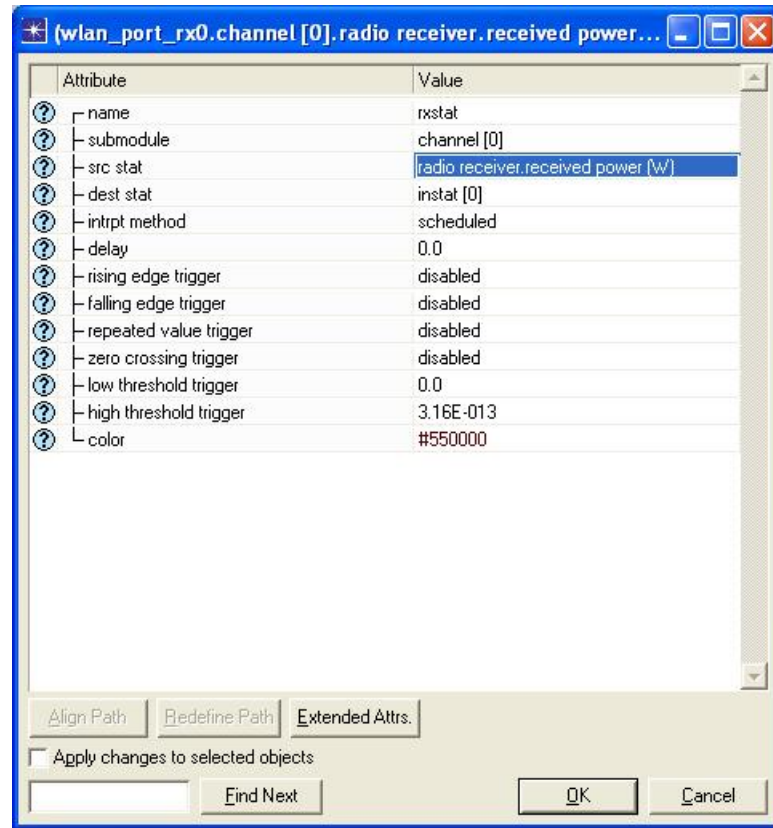 (wlan_port_rx0.channel [0].radio receiver.received power...
Attribute Value
name rxstat
submodule channel [0]
src stat radio receiver.received power (W)
dest stat instat [0]
intrpt method scheduled
delay 0.0
rising edge trigger disabled
falling edge trigger disabled
repeated value trigger disabled
zero crossing trigger disabled
low threshold trigger 0.0
high threshold trigger 3.16E-013
color #550000
Align Path Redefine Path Extended Attrs.
Apply changes to selected objects
Find Next OK Cancel